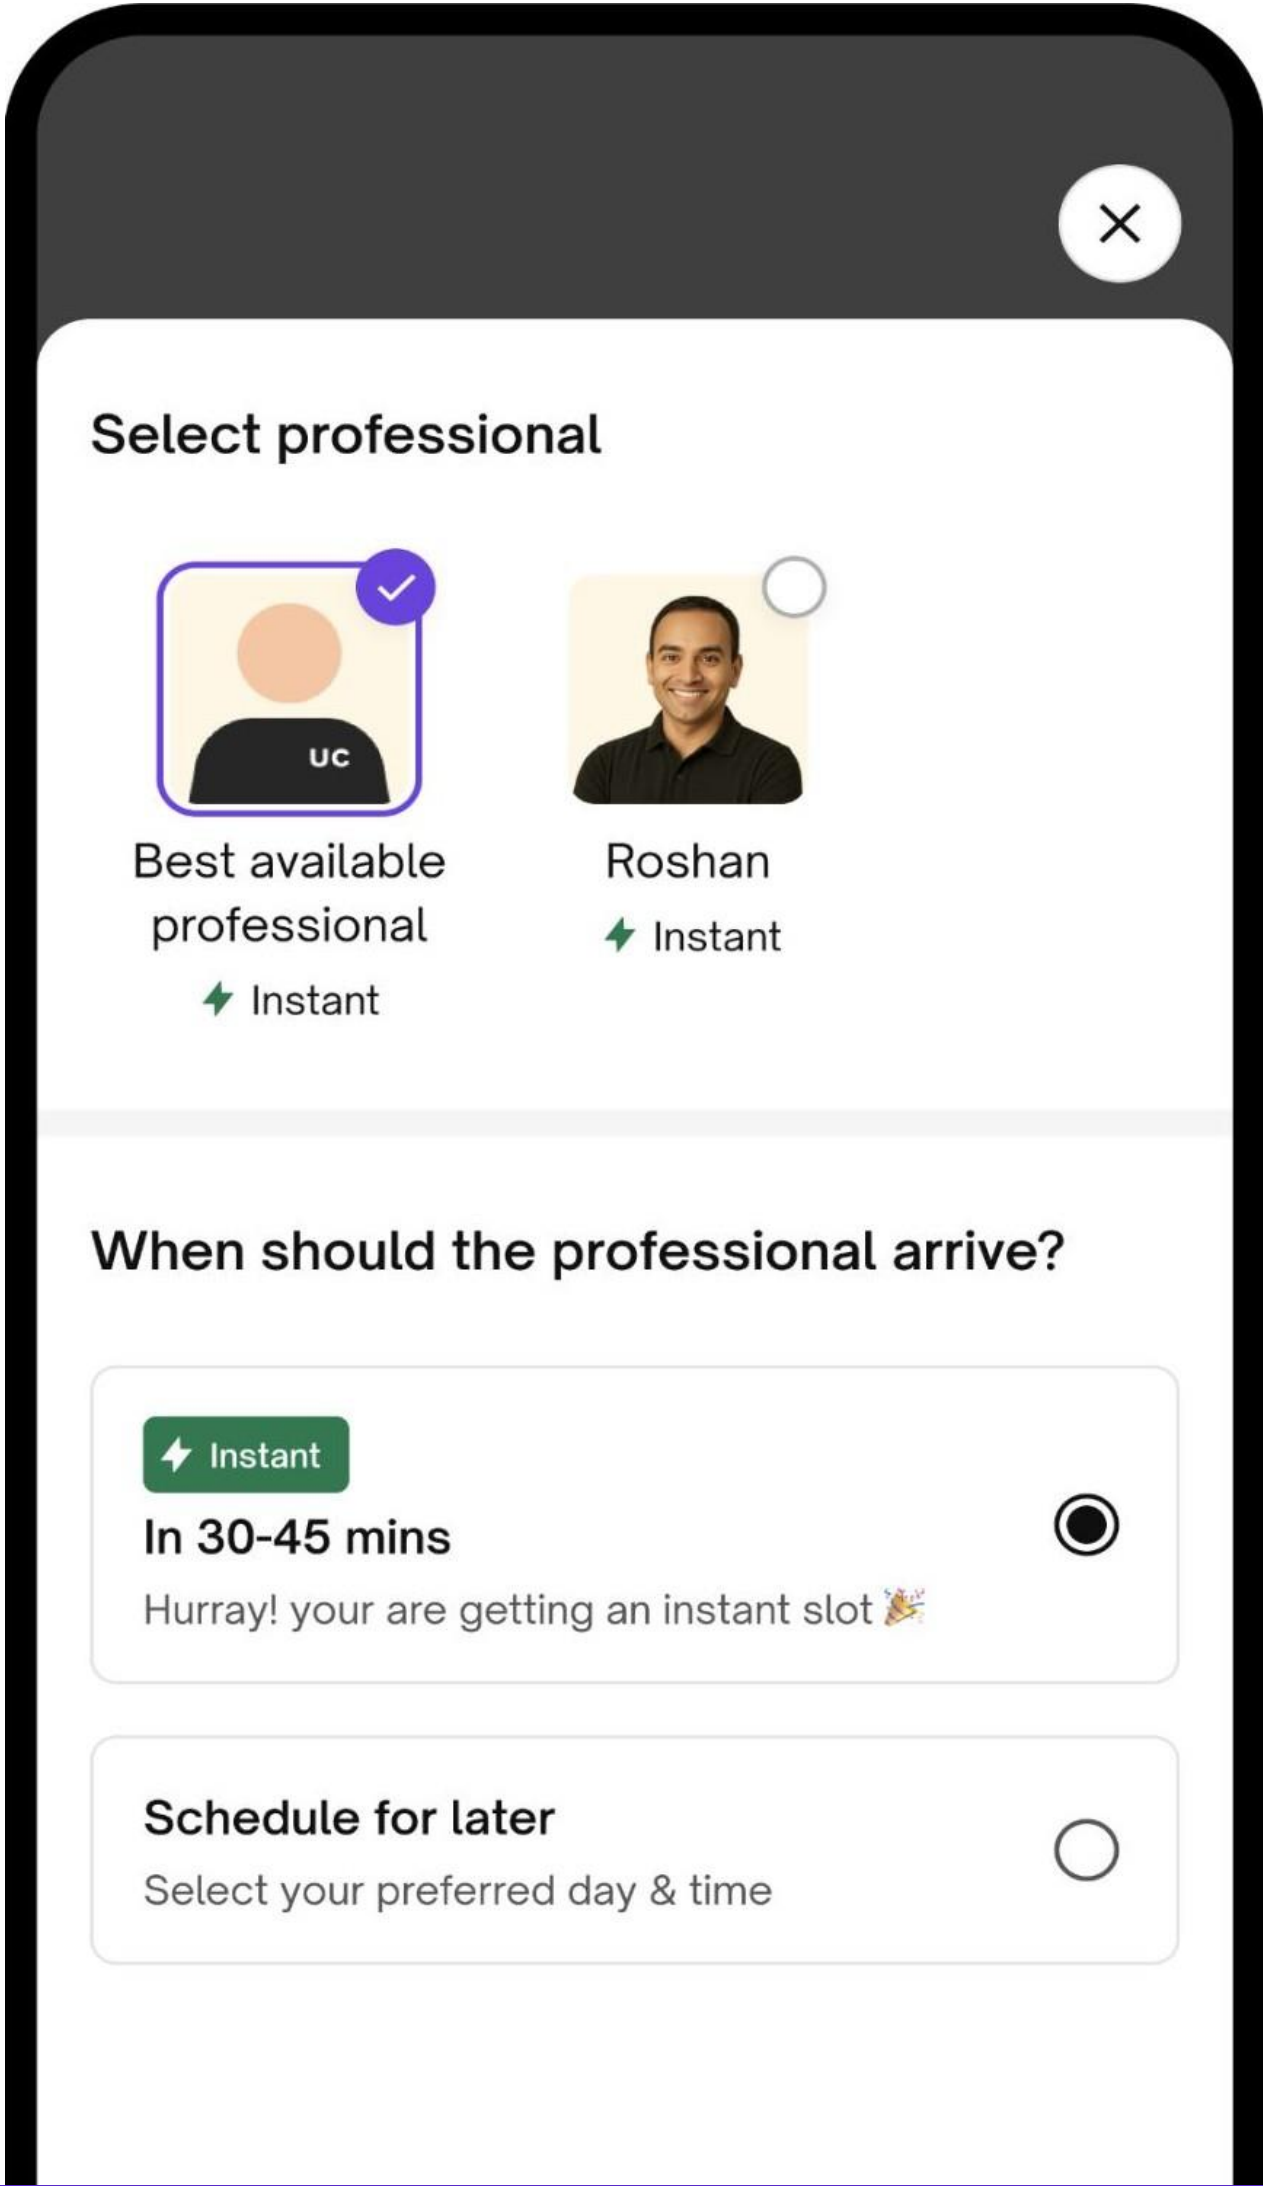 Select professional
UC
Best available
professional
Instant
Roshan
Instant
When should the professional arrive?
Instant
In 30-45 mins
Hurray! your are getting an instant slot 🎉
Schedule for later
Select your preferred day & time